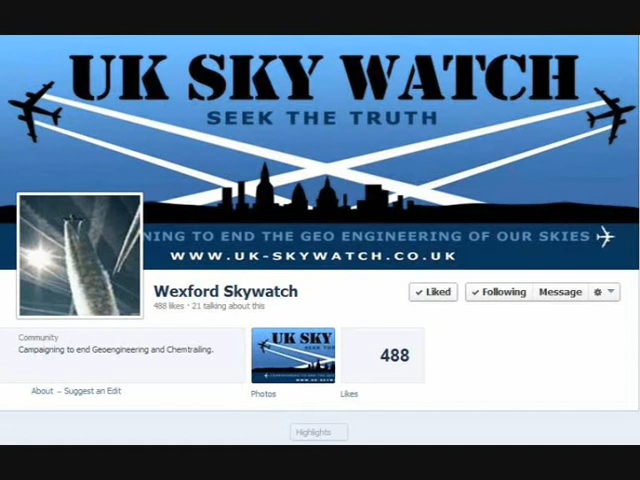 UK SKY WATCH
SEEK THE TRUTH
NING TO END THE GEO ENGINEERING OF OUR SKIES
WWW.UK-SKYWATCH.CO.UK
Wexford Skywatch
488 likes · 21 talking about this
Liked
Following
Message
Community
Campaigning to end Geoengineering and Chemtrailing.
About – Suggest an Edit
UK SKY
488
Photos
Likes
Highlights